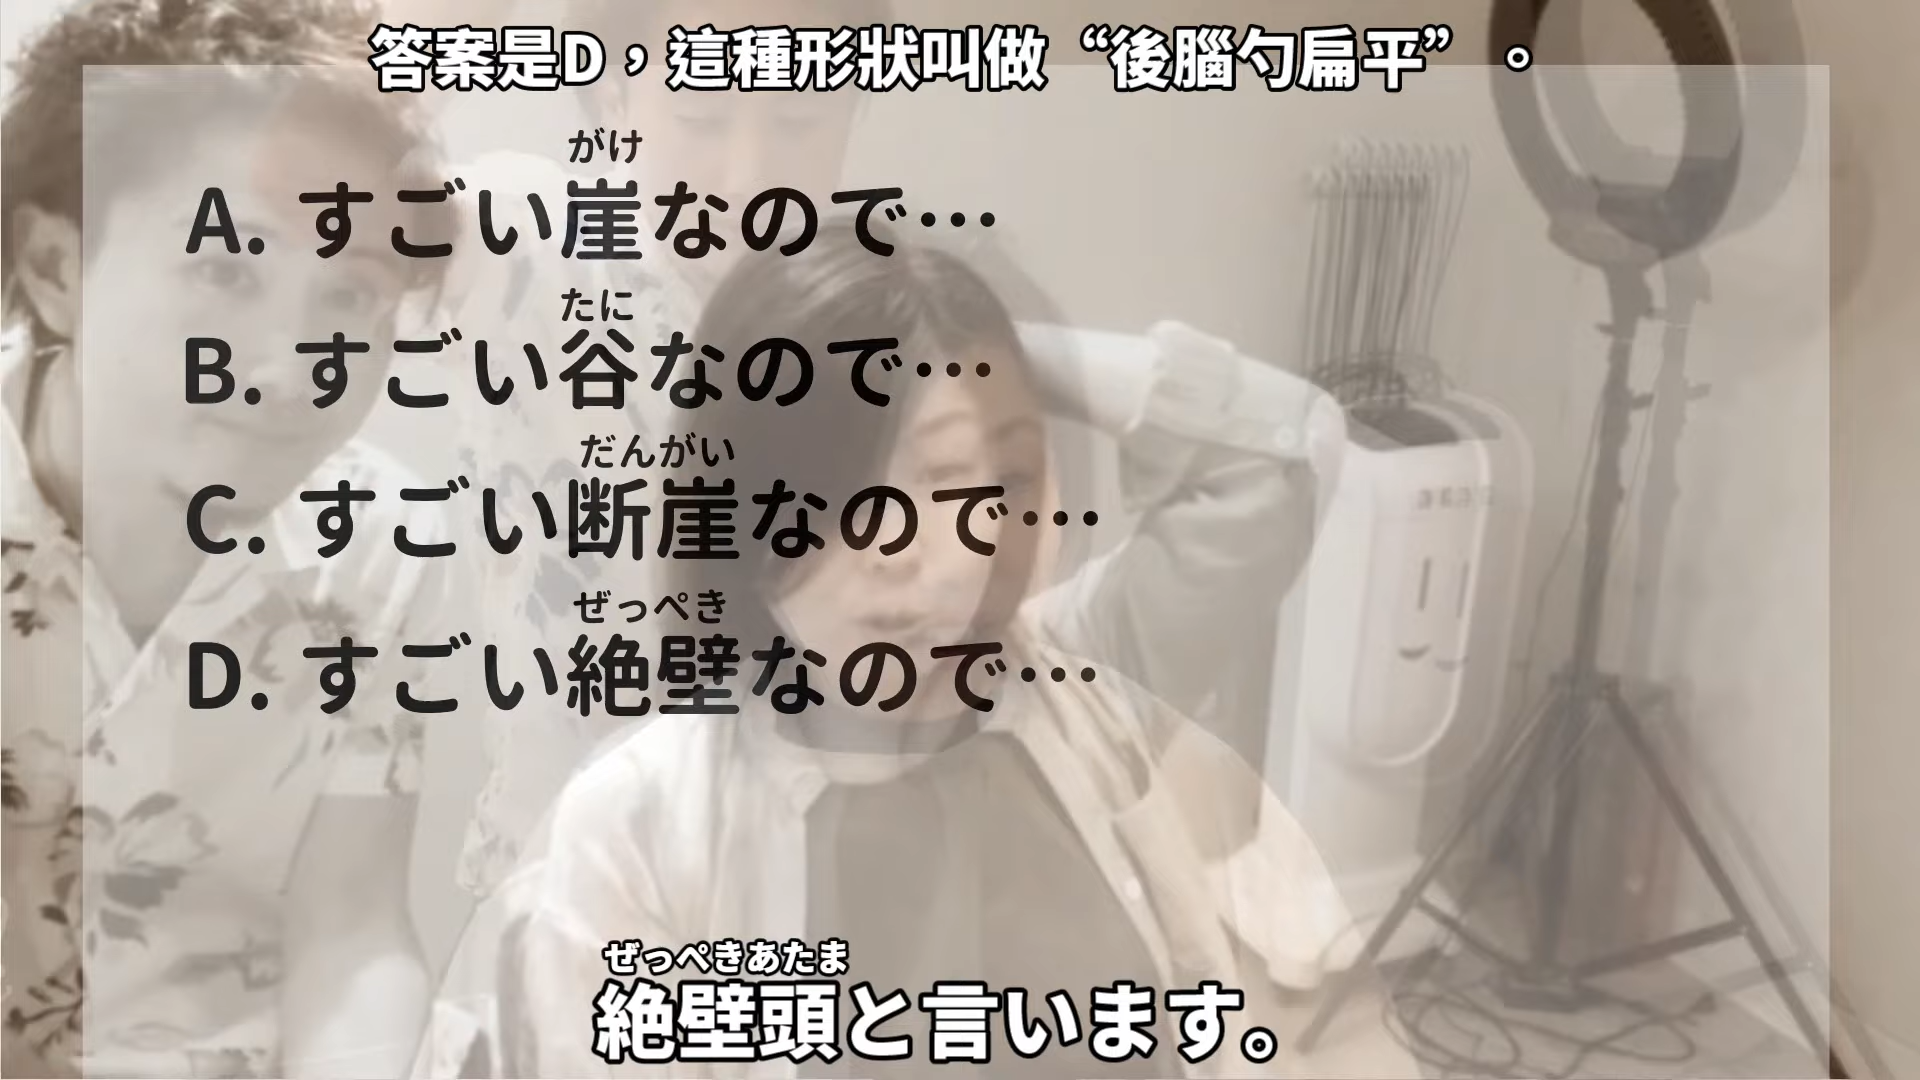 答案是D，這種形狀叫做“後腦勺扁平”。
がけ
A. すごい崖なので…
たに
B. すごい谷なので…
だんがい
C. すごい断崖なので…
ぜっぺき
D. すごい絶壁なので…
ぜっぺきあたま
絶壁頭と言います。